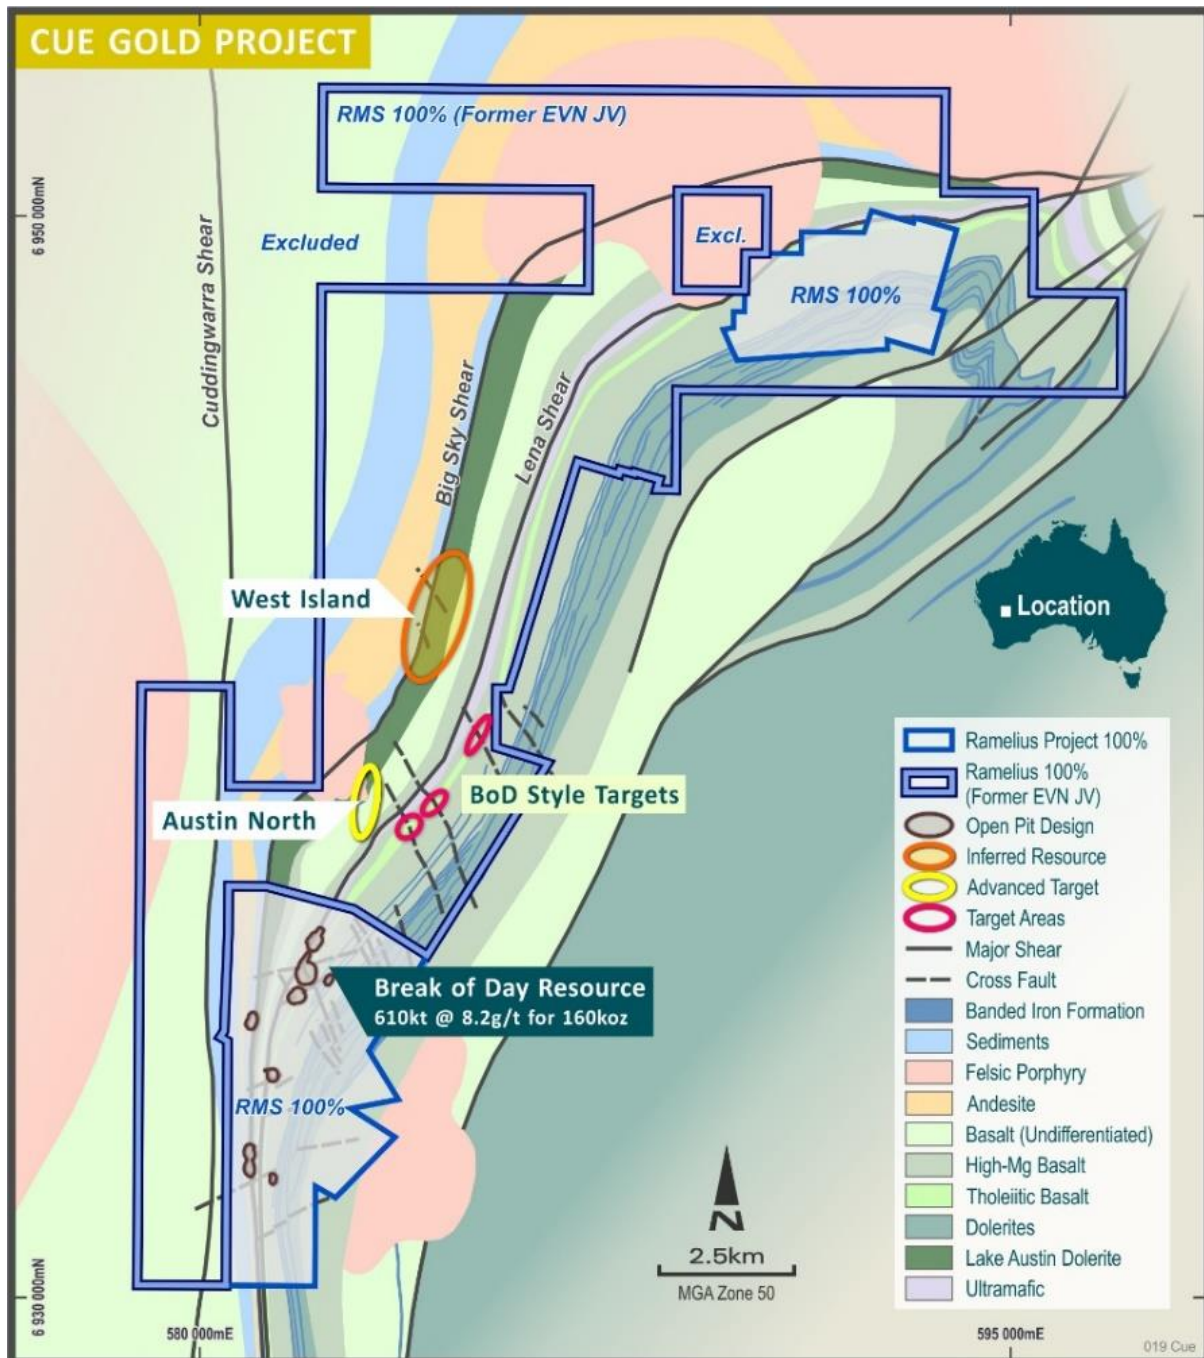 CUE GOLD PROJECT
RMS 100% (Former EVN JV)
6 950 000mN
Cuddingwarra Shear
Excluded
Excl.
RMS 100%
Big Sky Shear
Lena Shear
West Island
Location
Austin North
BoD Style Targets
Break of Day Resource
610kt @ 8.2g/t for 160koz
RMS 100%
Ramelius Project 100%
Ramelius 100%
(Former EVN JV)
Open Pit Design
Inferred Resource
Advanced Target
Target Areas
Major Shear
Cross Fault
Banded Iron Formation
Sediments
Felsic Porphyry
Andesite
Basalt (Undifferentiated)
High-Mg Basalt
Tholeiitic Basalt
Dolerites
Lake Austin Dolerite
Ultramafic
N
2.5km
MGA Zone 50
6 930 000mN
580 000mE
595 000mE
019 Cue